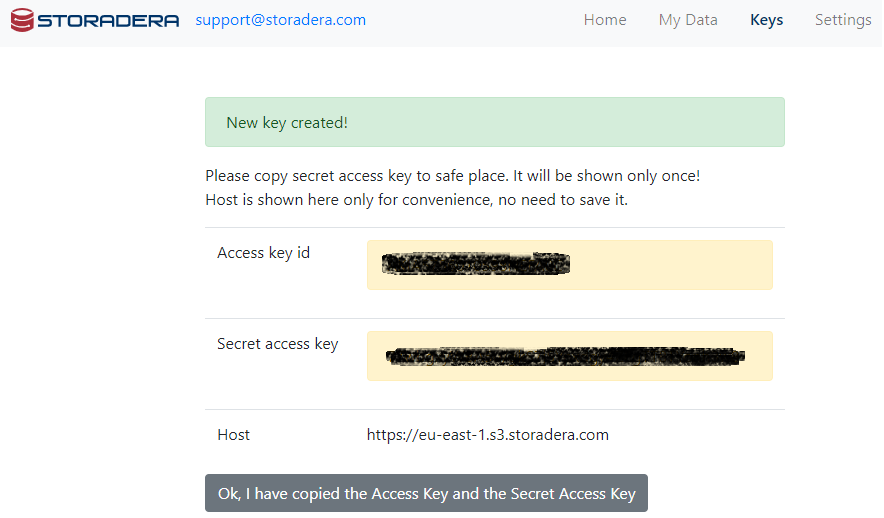 STORADERA support@storadera.com Home My Data Keys Settings
New key created!
Please copy secret access key to safe place. It will be shown only once!
Host is shown here only for convenience, no need to save it.
Access key id
Secret access key
Host https://eu-east-1.s3.storadera.com
Ok, I have copied the Access Key and the Secret Access Key